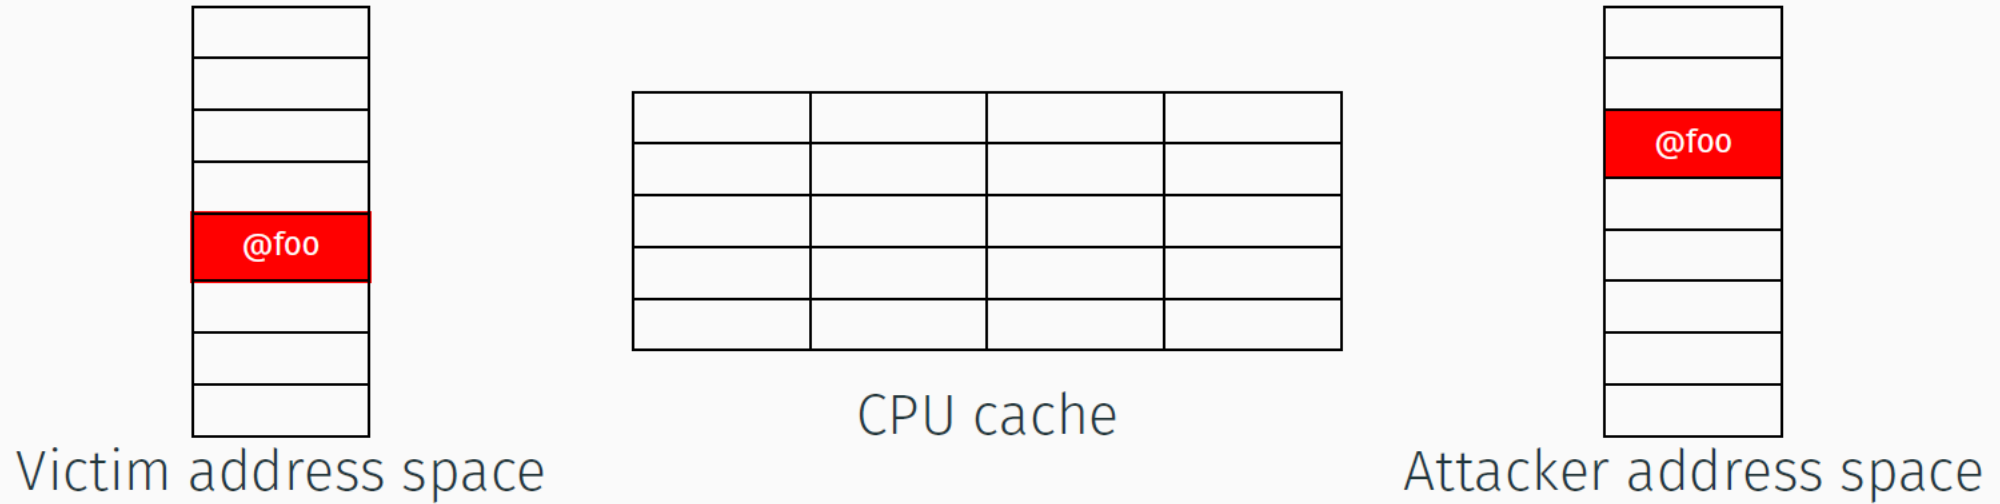 @foo
@foo
CPU cache
Victim address space
Attacker address space